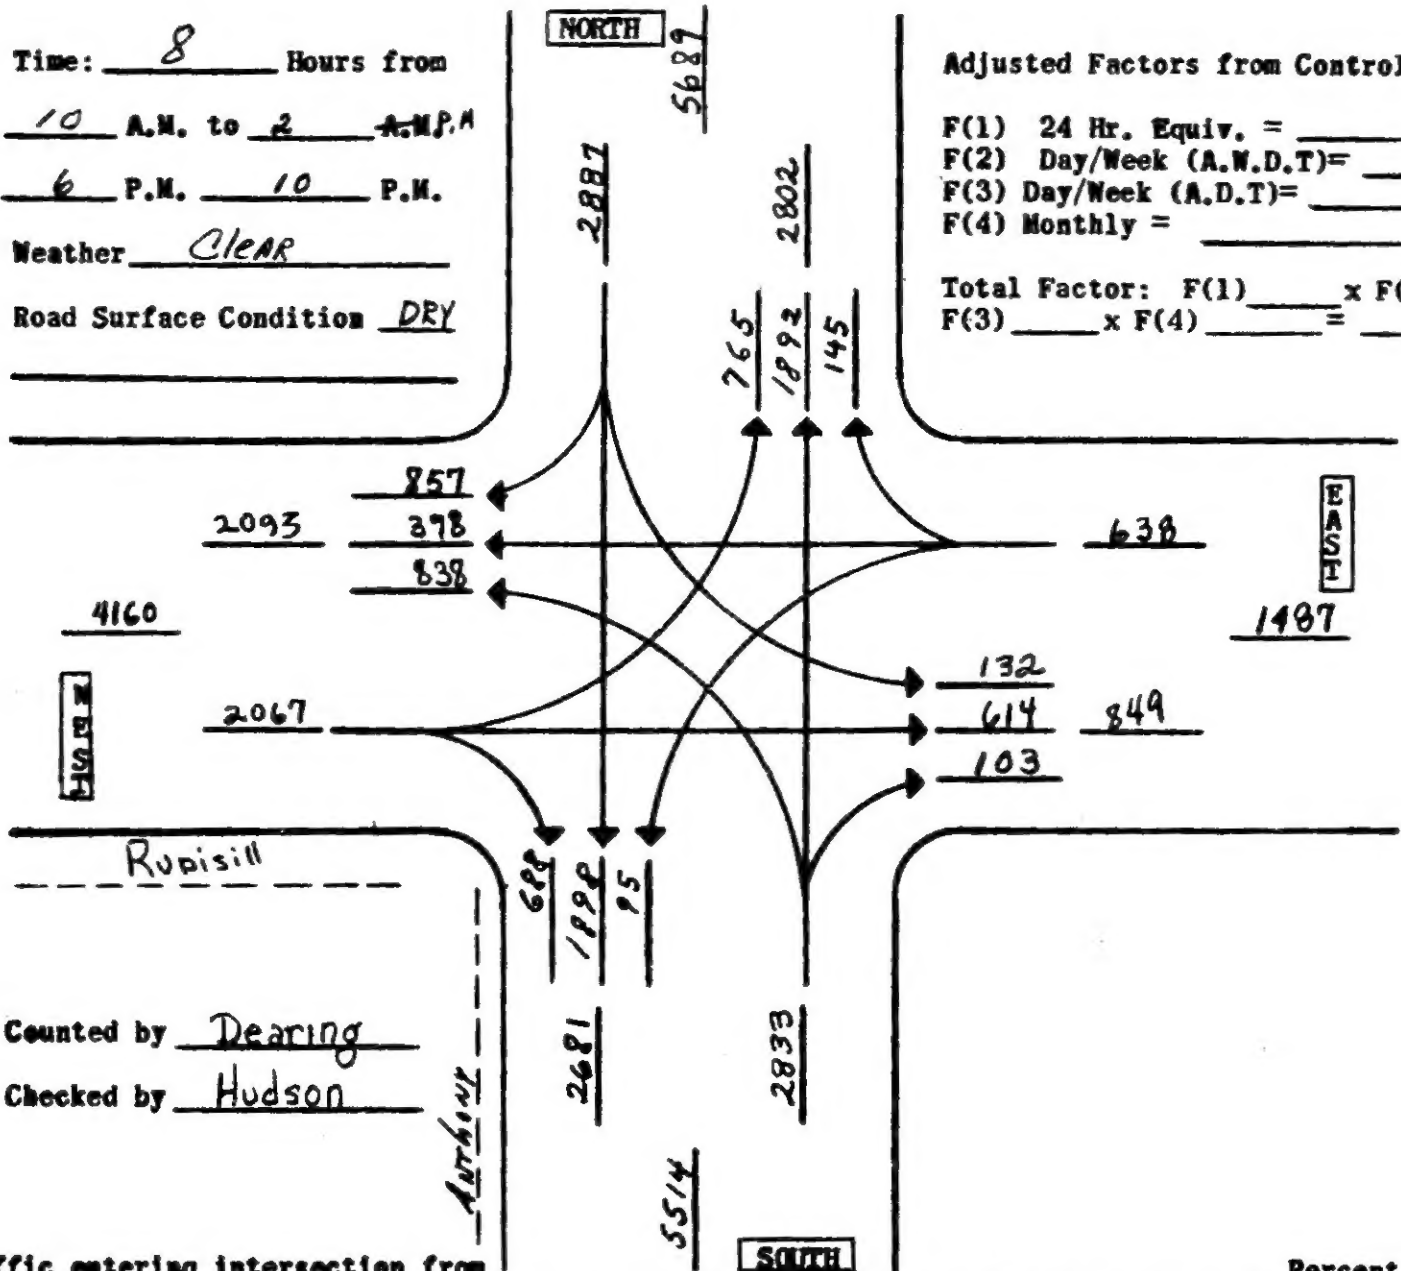 Time: 8 Hours from
10 A.M. to 2 A.M P.M
6 P.M. 10 P.M.
Weather Clear
Road Surface Condition DRY
NORTH
5689
2887
2802
Adjusted Factors from Control
F(1) 24 Hr. Equiv. =
F(2) Day/Week (A.W.D.T)=
F(3) Day/Week (A.D.T)=
F(4) Monthly =
Total Factor: F(1) x F(
F(3) x F(4) =
765
1892
145
857
2093 398
838
638
EAST
4160
1487
WEST
2067
132
614 849
103
Rupisill
688
1898
95
Counted by Dearing
Checked by Hudson
Anthony
2681
2833
5514
SOUTH
ffic entering intersection from
Percent